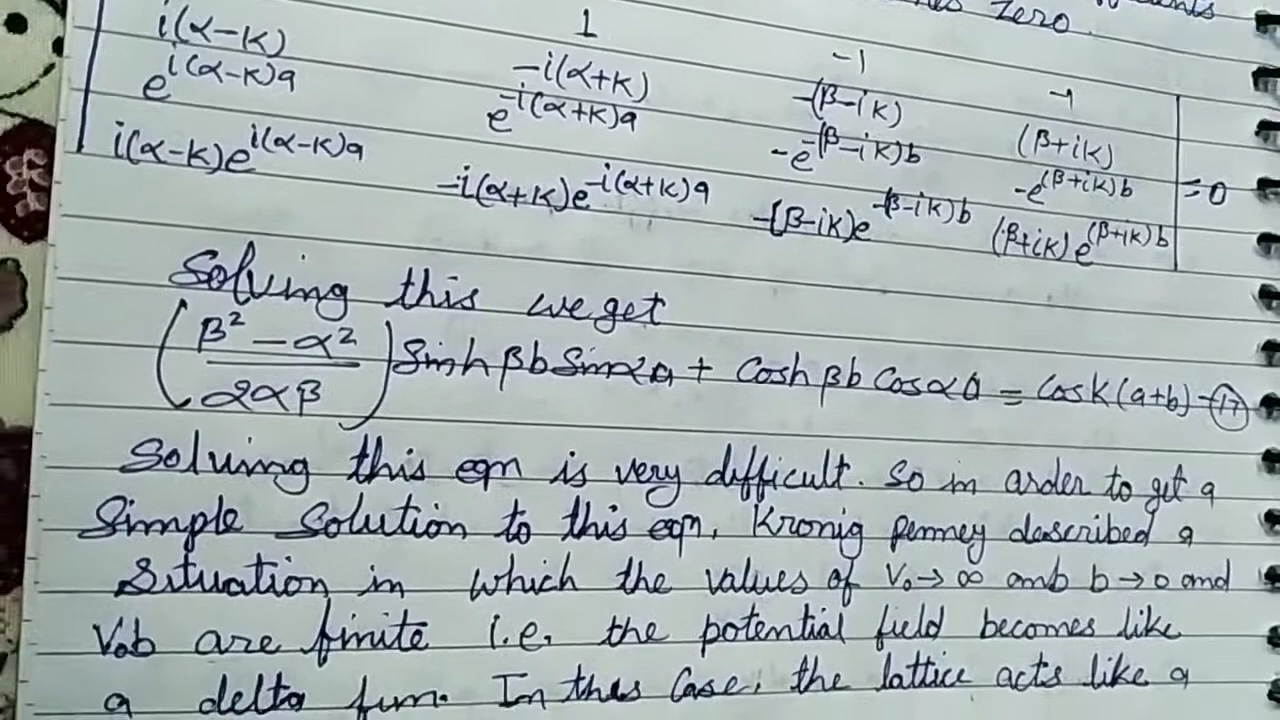 Zero.
1
i(α-K)
-1
-i(α+K)
-1
e^{i(α-K)a}
-(β-iK)
e^{-i(α+K)a}
(β+iK)
i(α-K)e^{i(α-K)a}
-e^{-(β-iK)b}
-e^{(β+iK)b}
-i(α+K)e^{-i(α+K)a}
=0
-(β-iK)e^{-(β-iK)b}
(β+iK)e^{(β+iK)b}
Solving this we get
(β² - α² / 2αβ) Sinh βb Sin αa + Cosh βb Cos αa = Cos K(a+b) -(17)
Solving this eqn is very difficult. So in order to get a
Simple Solution to this eqn, Kronig penney described a
Situation in which the values of V₀→∞ anb b→0 and
V₀b are finite i.e. the potential field becomes like
a delta fun. In this Case, the lattice acts like a